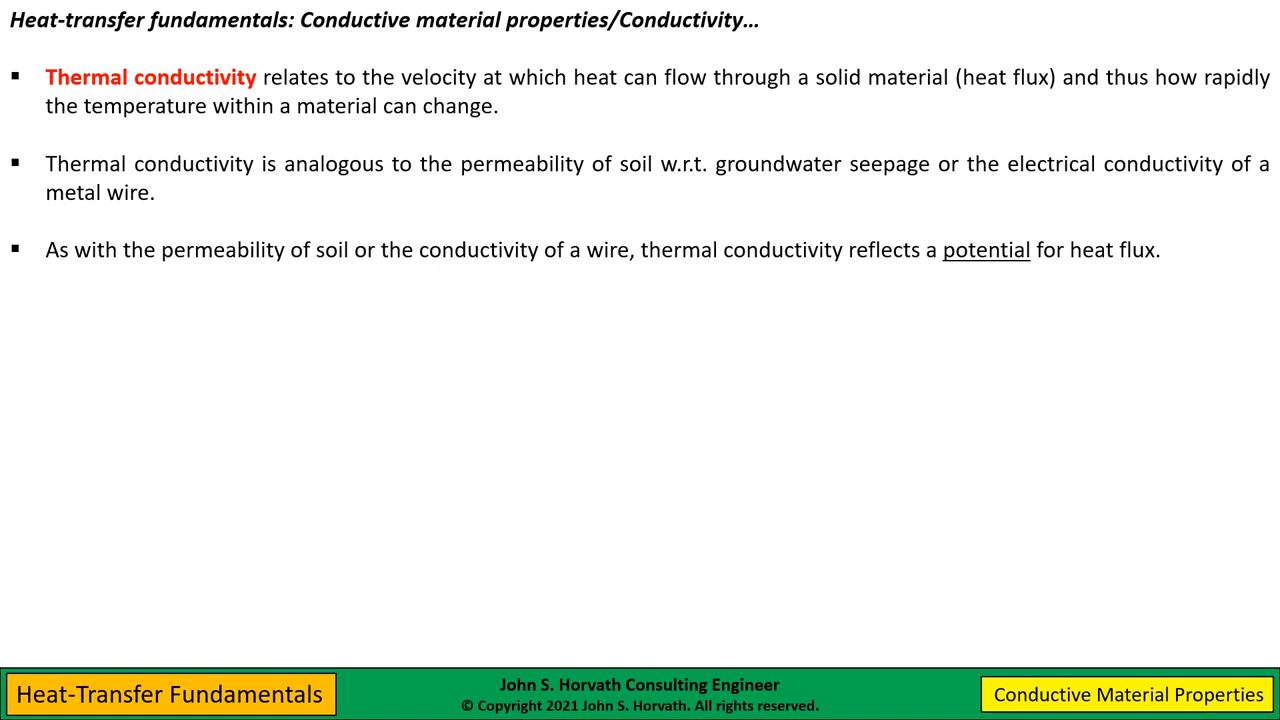 Heat-transfer fundamentals: Conductive material properties/Conductivity…
▪ Thermal conductivity relates to the velocity at which heat can flow through a solid material (heat flux) and thus how rapidly
the temperature within a material can change.
▪ Thermal conductivity is analogous to the permeability of soil w.r.t. groundwater seepage or the electrical conductivity of a
metal wire.
▪ As with the permeability of soil or the conductivity of a wire, thermal conductivity reflects a potential for heat flux.
Heat-Transfer Fundamentals
John S. Horvath Consulting Engineer
© Copyright 2021 John S. Horvath. All rights reserved.
Conductive Material Properties